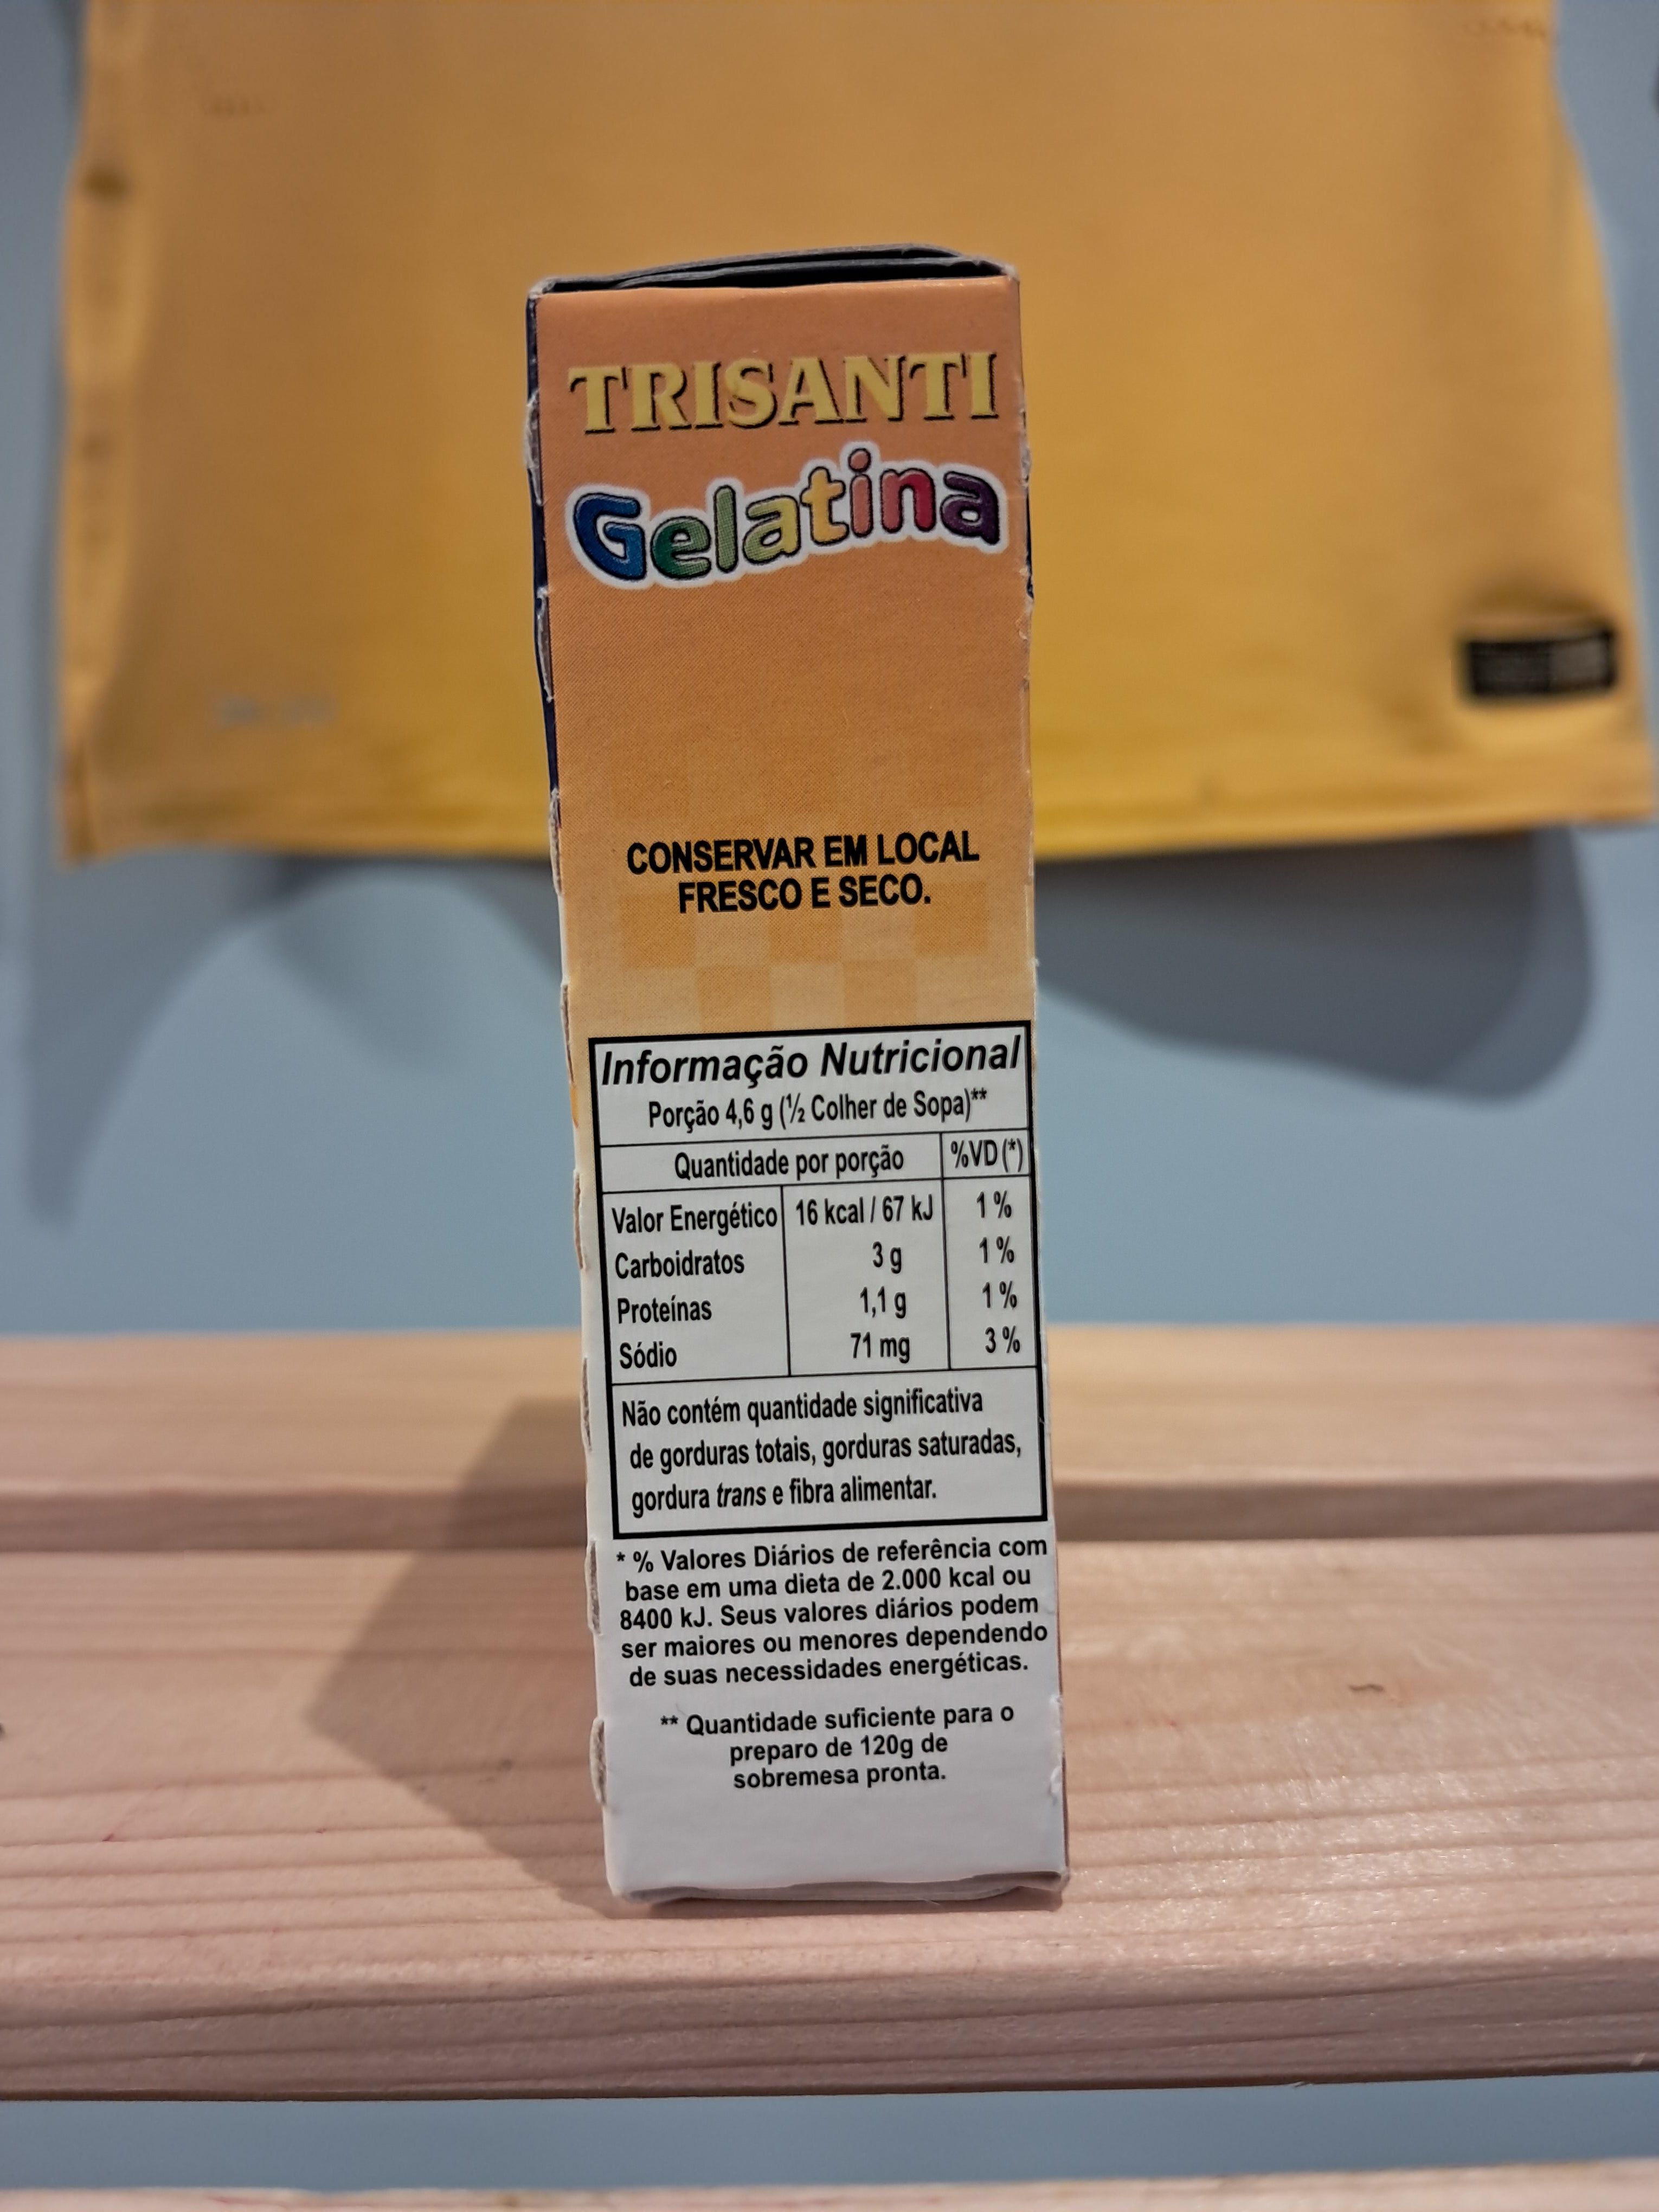 TRISANTI
Gelatina
CONSERVAR EM LOCAL
FRESCO E SECO.
Informação Nutricional
Porção 4,6 g (½ Colher de Sopa)**
Quantidade por porção %VD (*)
Valor Energético 16 kcal / 67 kJ 1 %
Carboidratos 3 g 1 %
Proteínas 1,1 g 1 %
Sódio 71 mg 3 %
Não contém quantidade significativa
de gorduras totais, gorduras saturadas,
gordura trans e fibra alimentar.
* % Valores Diários de referência com
base em uma dieta de 2.000 kcal ou
8400 kJ. Seus valores diários podem
ser maiores ou menores dependendo
de suas necessidades energéticas.
** Quantidade suficiente para o
preparo de 120g de
sobremesa pronta.